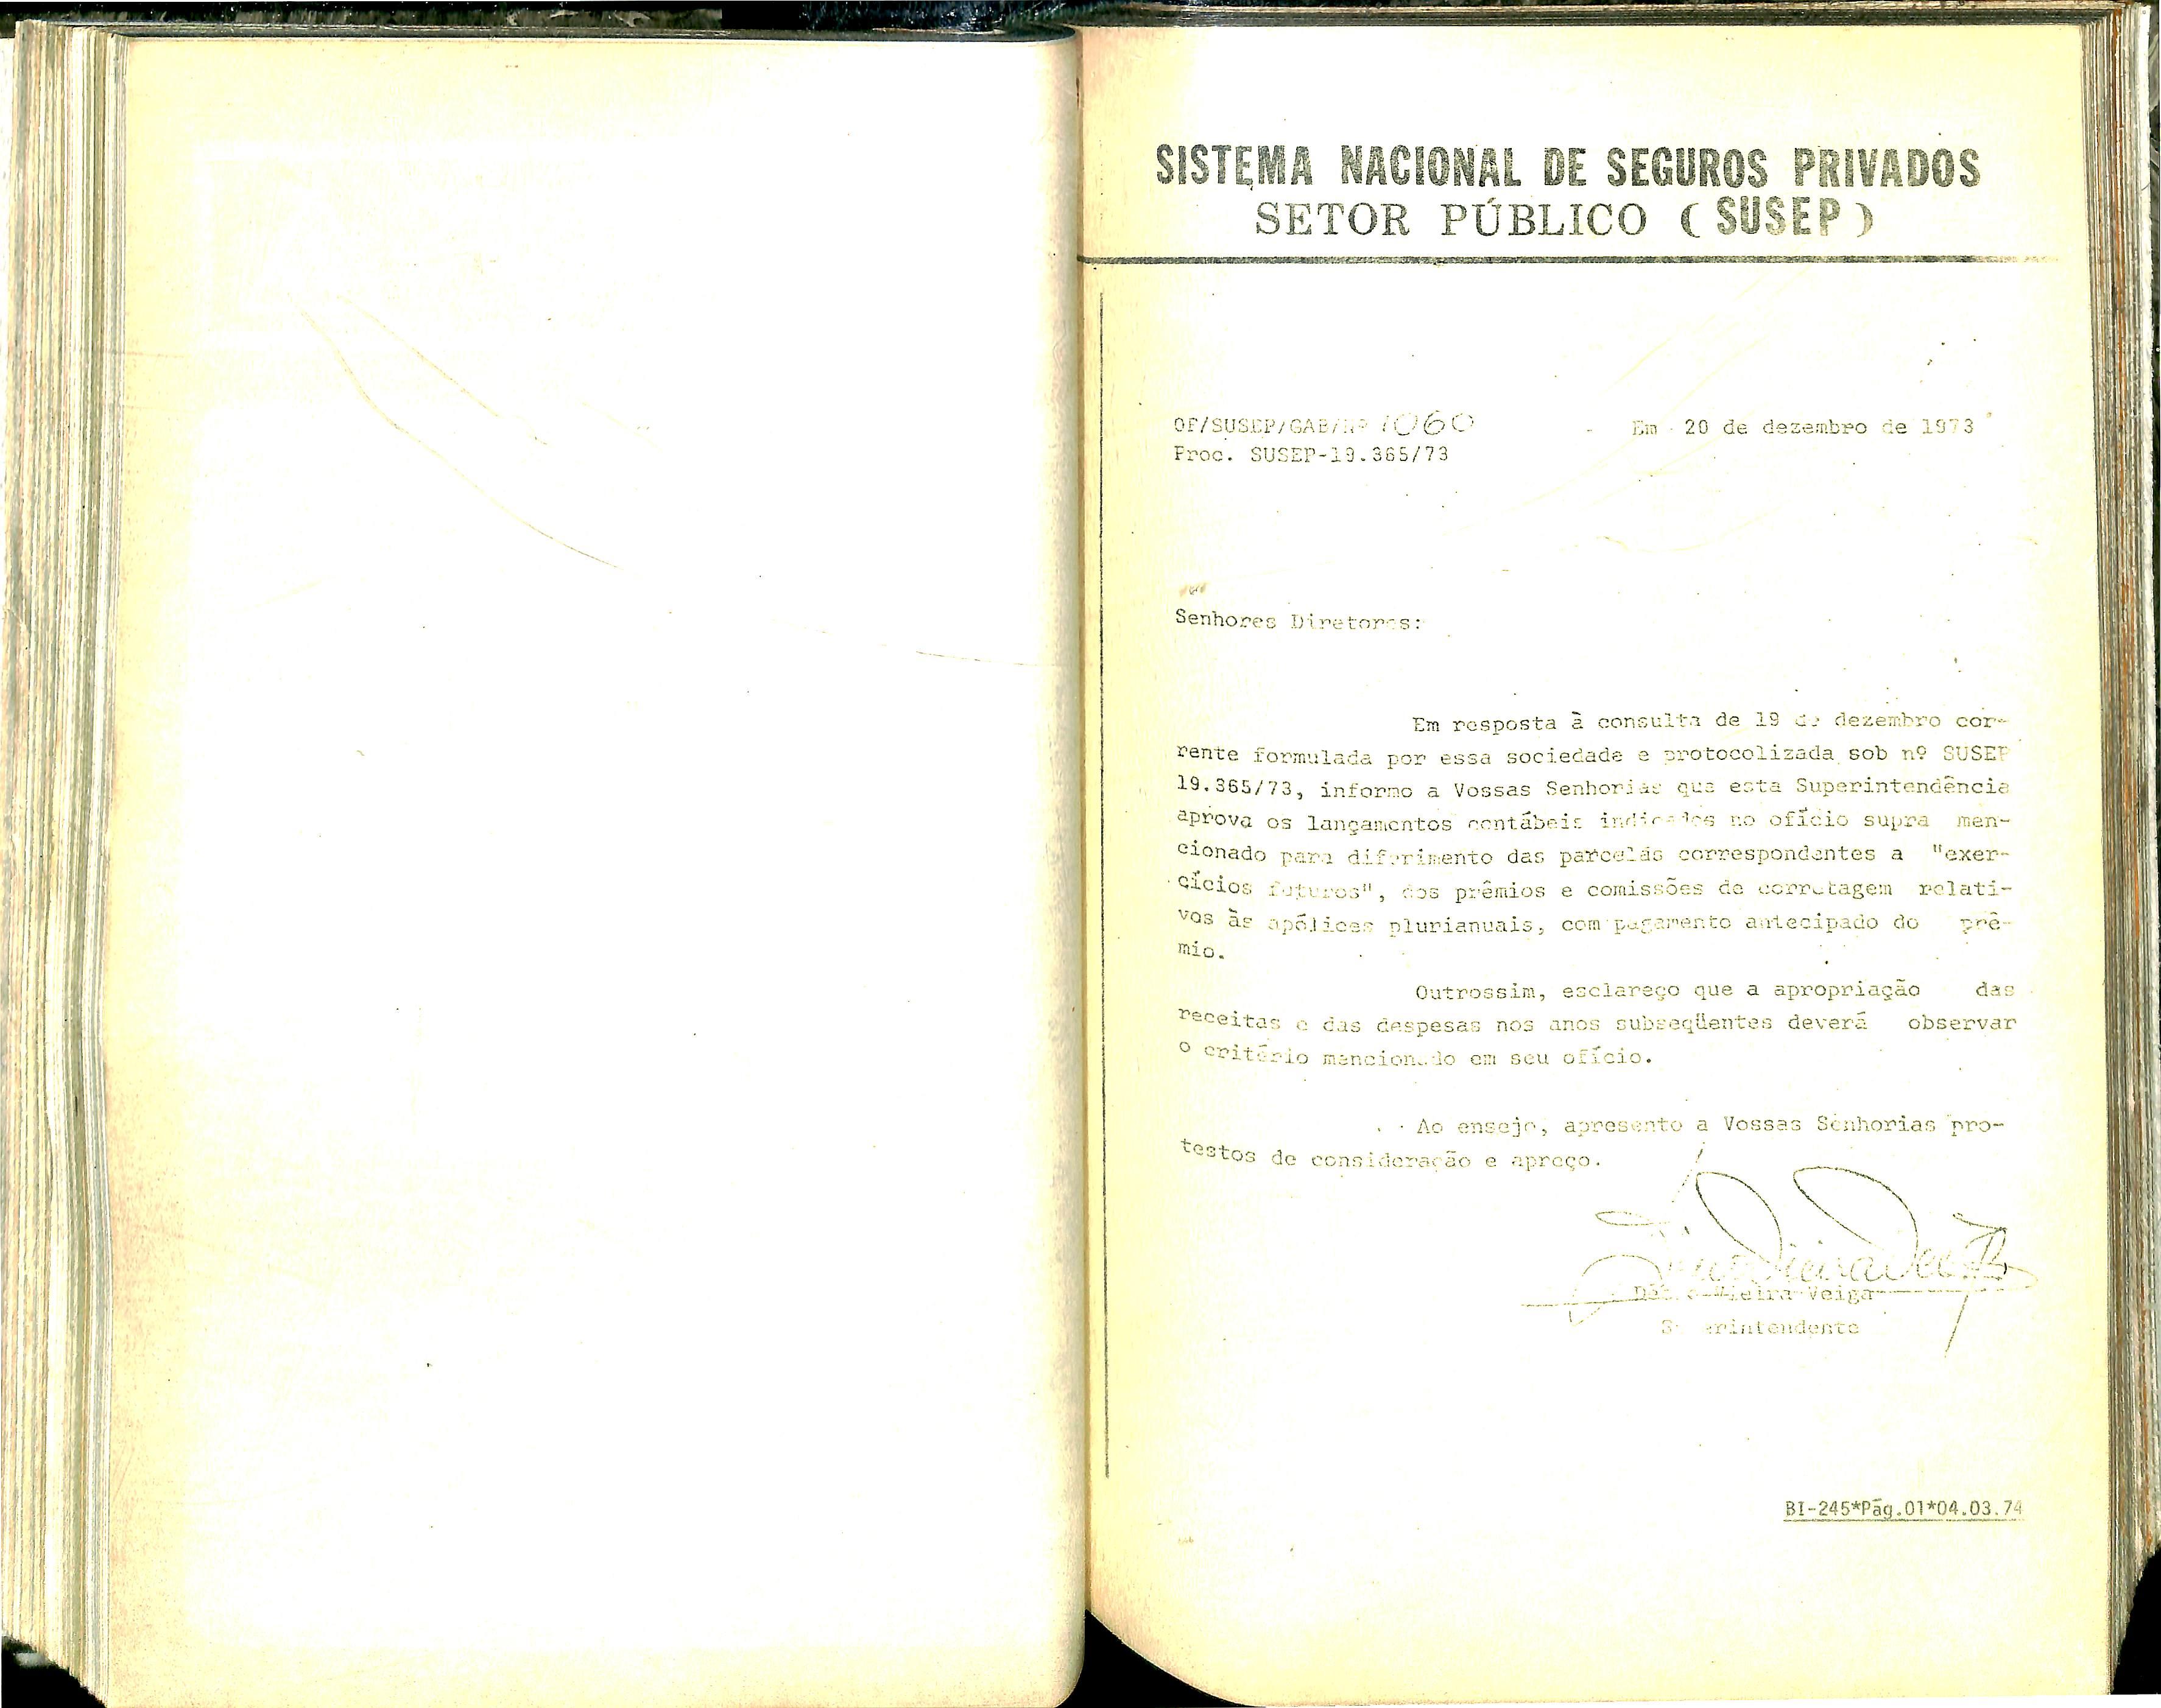 SISTEMA NACIONAL DE SEGUROS PRIVADOS
SETOR PÚBLICO (SUSEP)
OF/SUSEP/GAB/Nº 1060 Em 20 de dezembro de 1973
Proc. SUSEP-19.365/73
Senhores Diretores:
Em resposta à consulta de 19 de dezembro cor-
rente formulada por essa sociedade e protocolizada sob nº SUSEP
19.365/73, informo a Vossas Senhorias que esta Superintendência
aprova os lançamentos contábeis indicados no ofício supra men-
cionado para diferimento das parcelas correspondentes a "exer-
cícios futuros", dos prêmios e comissões de corretagem relati-
vos às apólices plurianuais, com pagamento antecipado do prê-
mio.
Outrossim, esclareço que a apropriação das
receitas e das despesas nos anos subseqüentes deverá observar
o critério mencionado em seu ofício.
Ao ensejo, apresento a Vossas Senhorias pro-
testos de consideração e apreço.
Vieira Veiga
Superintendente
BI-245*Pág.01*04.03.74